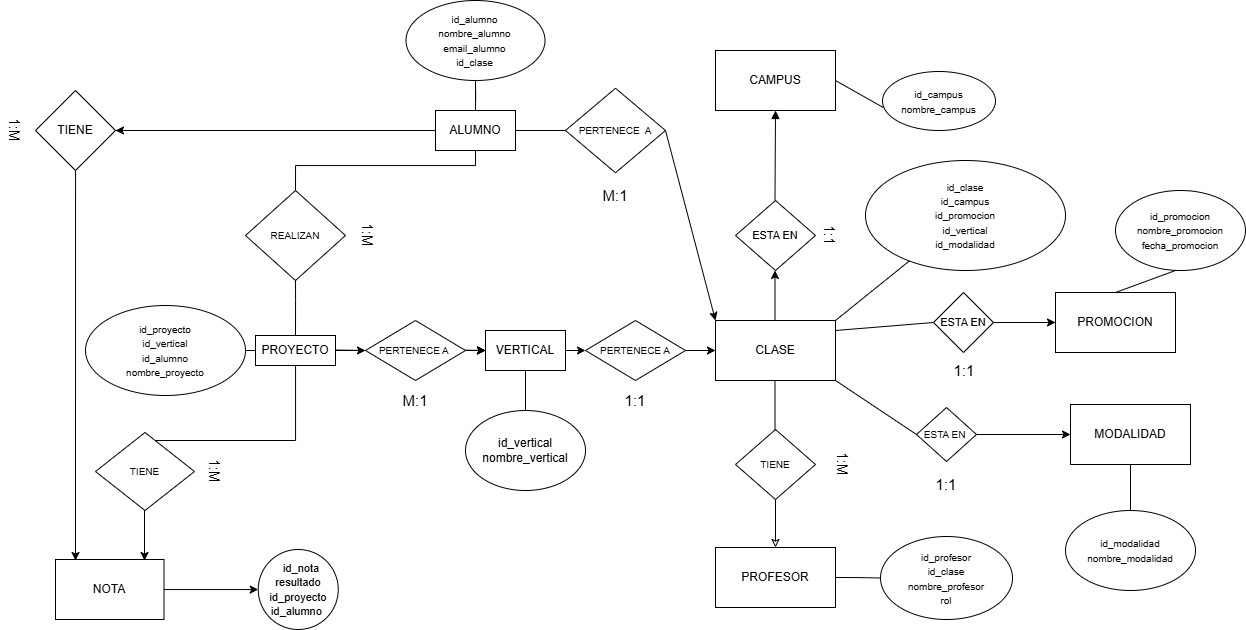 id_alumno
nombre_alumno
email_alumno
id_clase
CAMPUS
id_campus
nombre_campus
1:M
TIENE
ALUMNO
PERTENECE A
M:1
id_clase
id_campus
id_promocion
id_vertical
id_modalidad
id_promocion
nombre_promocion
fecha_promocion
REALIZAN
1:M
ESTA EN
1:1
id_proyecto
id_vertical
id_alumno
nombre_proyecto
PROYECTO
PERTENECE A
M:1
VERTICAL
PERTENECE A
1:1
CLASE
ESTA EN
1:1
PROMOCION
id_vertical
nombre_vertical
ESTA EN
1:1
MODALIDAD
TIENE
1:M
TIENE
1:M
id_modalidad
nombre_modalidad
NOTA
id_nota
resultado
id_proyecto
id_alumno
PROFESOR
id_profesor
id_clase
nombre_profesor
rol